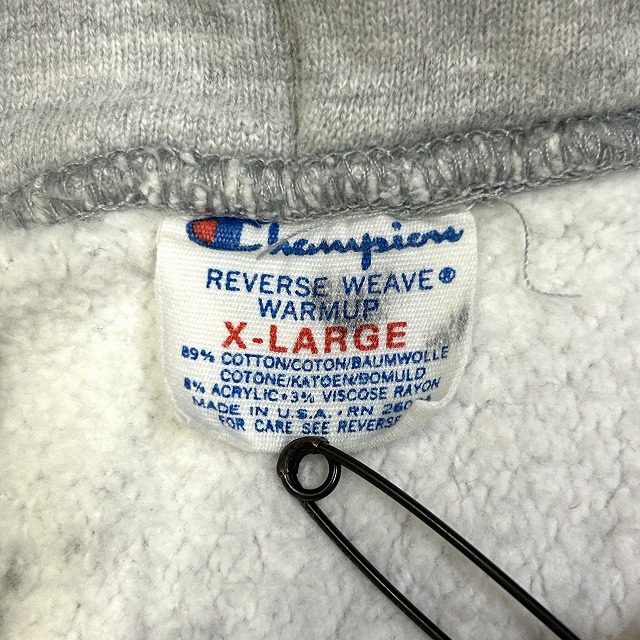 Champion
REVERSE WEAVE®
WARMUP
X-LARGE
89% COTTON/COTON/BAUMWOLLE
COTONE/KATOEN/BOMULD
8% ACRYLIC • 3% VISCOSE RAYON
MADE IN U.S.A. • RN
FOR CARE SEE REVERSE